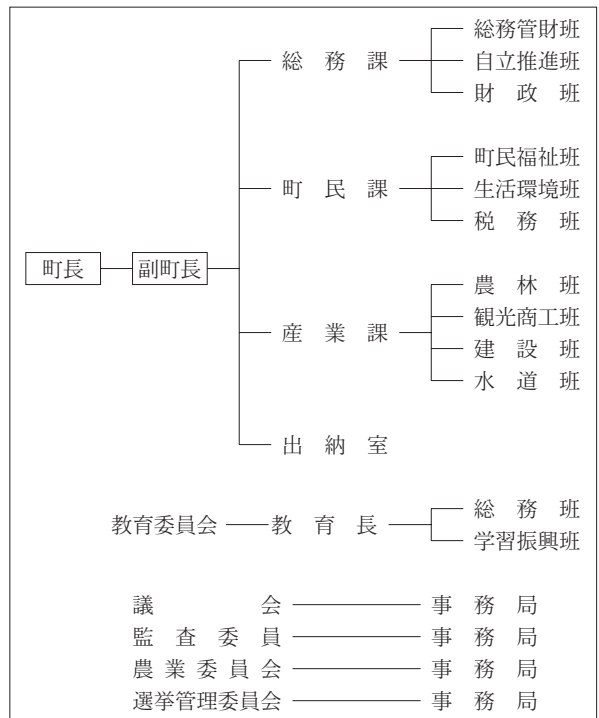 総務管財班
総務課 自立推進班
財政班
町民福祉班
町民課 生活環境班
税務班
町長 副町長
農林班
観光商工班
産業課
建設班
水道班
出納室
総務班
教育委員会 教育長
学習振興班
議会 事務局
監査委員 事務局
農業委員会 事務局
選挙管理委員会 事務局